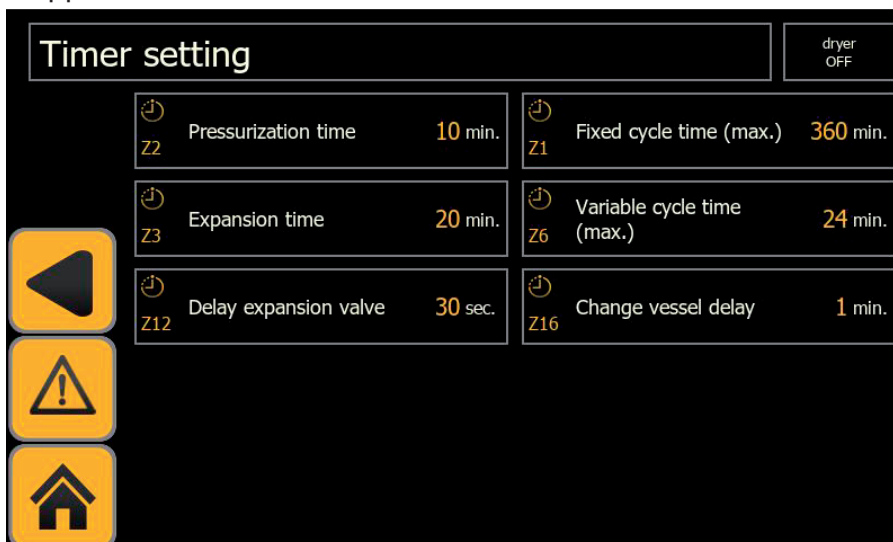 Timer setting
dryer
OFF
Z2 Pressurization time 10 min.
Z1 Fixed cycle time (max.) 360 min.
Z3 Expansion time 20 min.
Z6 Variable cycle time
(max.) 24 min.
Z12 Delay expansion valve 30 sec.
Z16 Change vessel delay 1 min.